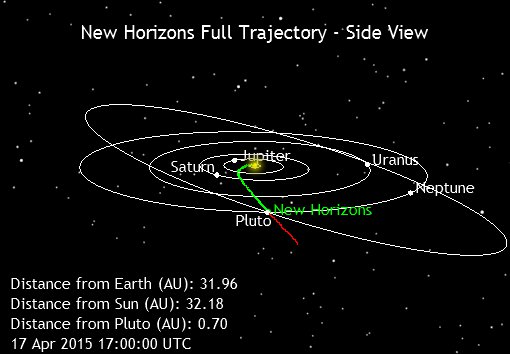 New Horizons Full Trajectory - Side View
Jupiter
Saturn
Uranus
Neptune
New Horizons
Pluto
Distance from Earth (AU): 31.96
Distance from Sun (AU): 32.18
Distance from Pluto (AU): 0.70
17 Apr 2015 17:00:00 UTC